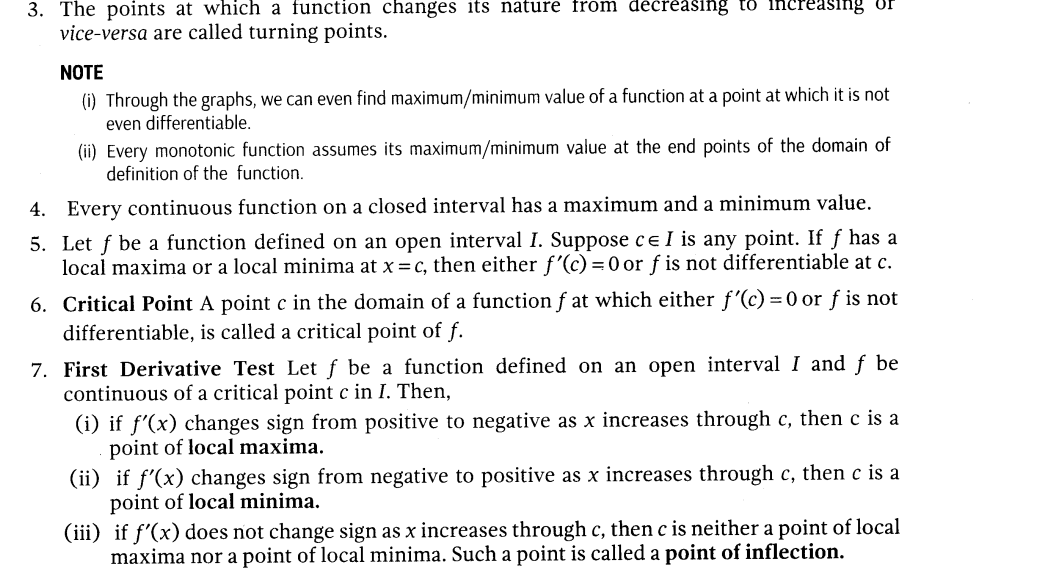 3. The points at which a function changes its nature from decreasing to increasing or
vice-versa are called turning points.
NOTE
(i) Through the graphs, we can even find maximum/minimum value of a function at a point at which it is not
even differentiable.
(ii) Every monotonic function assumes its maximum/minimum value at the end points of the domain of
definition of the function.
4. Every continuous function on a closed interval has a maximum and a minimum value.
5. Let f be a function defined on an open interval I. Suppose c∈I is any point. If f has a
local maxima or a local minima at x=c, then either f′(c)=0 or f is not differentiable at c.
6. Critical Point A point c in the domain of a function f at which either f′(c)=0 or f is not
differentiable, is called a critical point of f.
7. First Derivative Test Let f be a function defined on an open interval I and f be
continuous of a critical point c in I. Then,
(i) if f′(x) changes sign from positive to negative as x increases through c, then c is a
point of local maxima.
(ii) if f′(x) changes sign from negative to positive as x increases through c, then c is a
point of local minima.
(iii) if f′(x) does not change sign as x increases through c, then c is neither a point of local
maxima nor a point of local minima. Such a point is called a point of inflection.